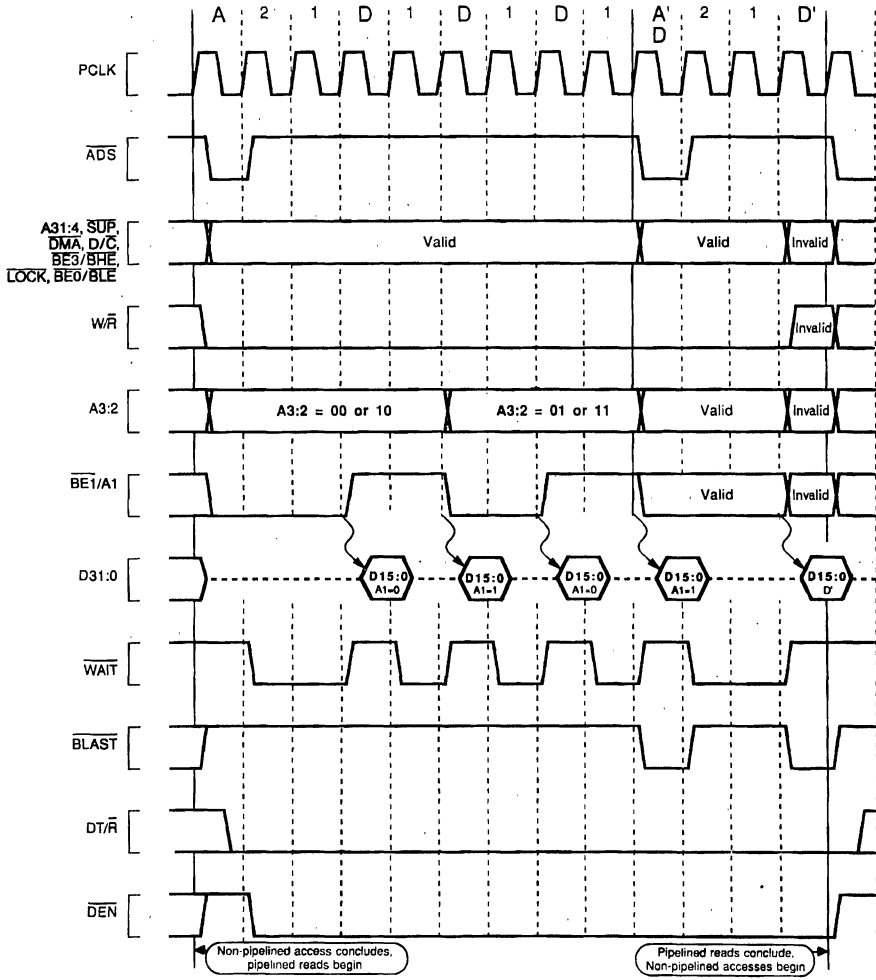 A 2 1 D 1 D 1 D 1 A' 2 1 D'
D
PCLK
ADS
A31:4, SUP,
DMA, D/C,
BE3/BHE,
LOCK, BE0/BLE
Valid Valid Invalid
W/R
Invalid
A3:2
A3:2 = 00 or 10 A3:2 = 01 or 11 Valid Invalid
BE1/A1
Valid Invalid
D31:0
D15:0 D15:0 D15:0 D15:0 D15:0
A1=0 A1=1 A1=0 A1=1 D'
WAIT
BLAST
DT/R
DEN
Non-pipelined access concludes,
pipelined reads begin
Pipelined reads conclude,
Non-pipelined accesses begin